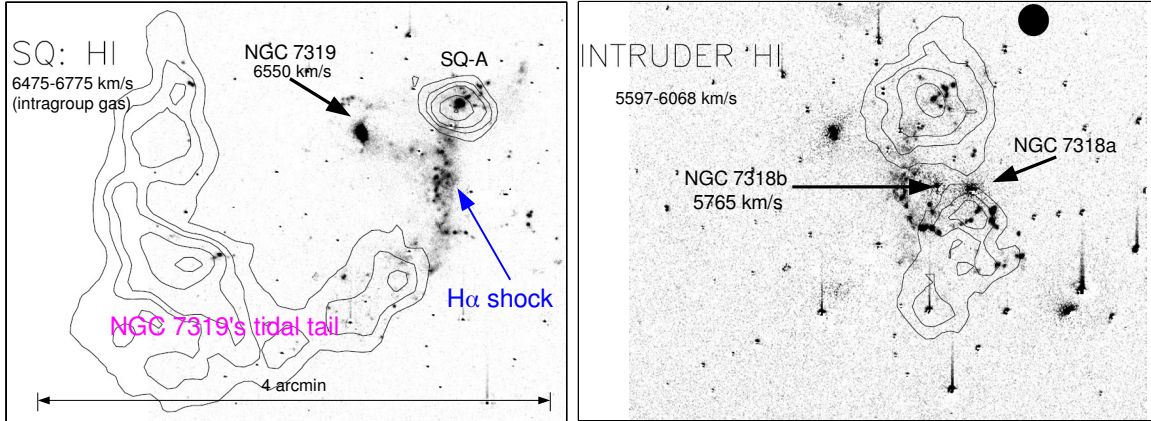 SQ: HI
6475-6775 km/s
(intragroup gas)
NGC 7319
6550 km/s
SQ-A
Hα shock
NGC 7319's tidal tail
4 arcmin
INTRUDER HI
5597-6068 km/s
NGC 7318a
NGC 7318b
5765 km/s